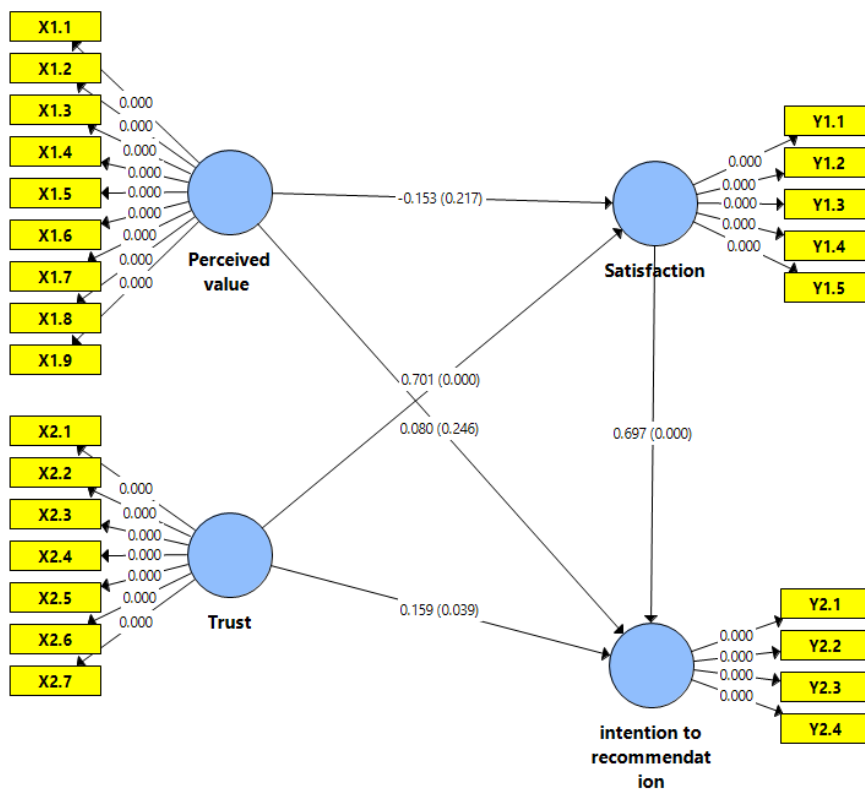 X1.1
X1.2
X1.3
X1.4
X1.5
X1.6
X1.7
X1.8
X1.9
0.000
0.000
0.000
0.000
0.000
0.000
0.000
0.000
0.000
Perceived
value
-0.153 (0.217)
Satisfaction
0.000
0.000
0.000
0.000
0.000
Y1.1
Y1.2
Y1.3
Y1.4
Y1.5
0.701 (0.000)
0.080 (0.246)
0.697 (0.000)
X2.1
X2.2
X2.3
X2.4
X2.5
X2.6
X2.7
0.000
0.000
0.000
0.000
0.000
0.000
0.000
Trust
0.159 (0.039)
0.000
0.000
0.000
0.000
Y2.1
Y2.2
Y2.3
Y2.4
intention to
recommendat
ion